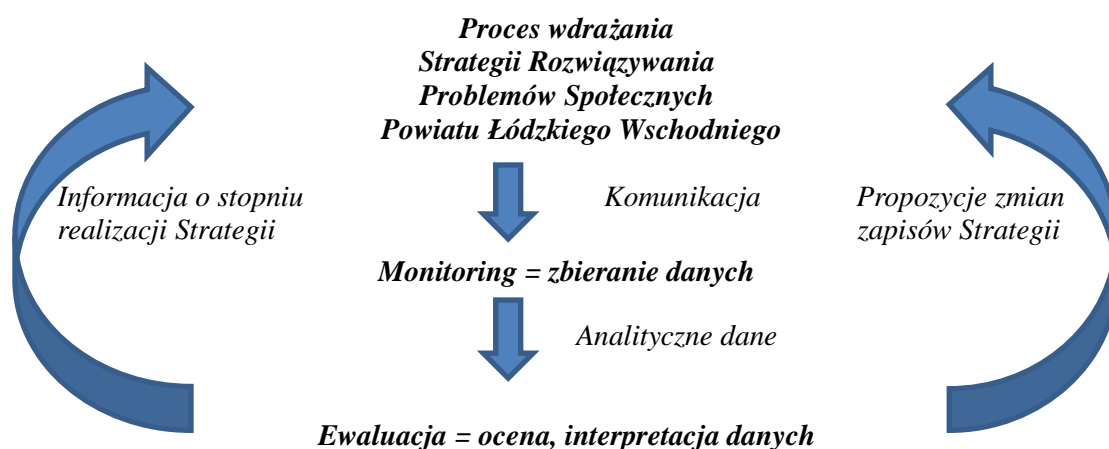 Proces wdrażania
Strategii Rozwiązywania
Problemów Społecznych
Powiatu Łódzkiego Wschodniego
Informacja o stopniu
realizacji Strategii
Komunikacja
Propozycje zmian
zapisów Strategii
Monitoring = zbieranie danych
Analityczne dane
Ewaluacja = ocena, interpretacja danych